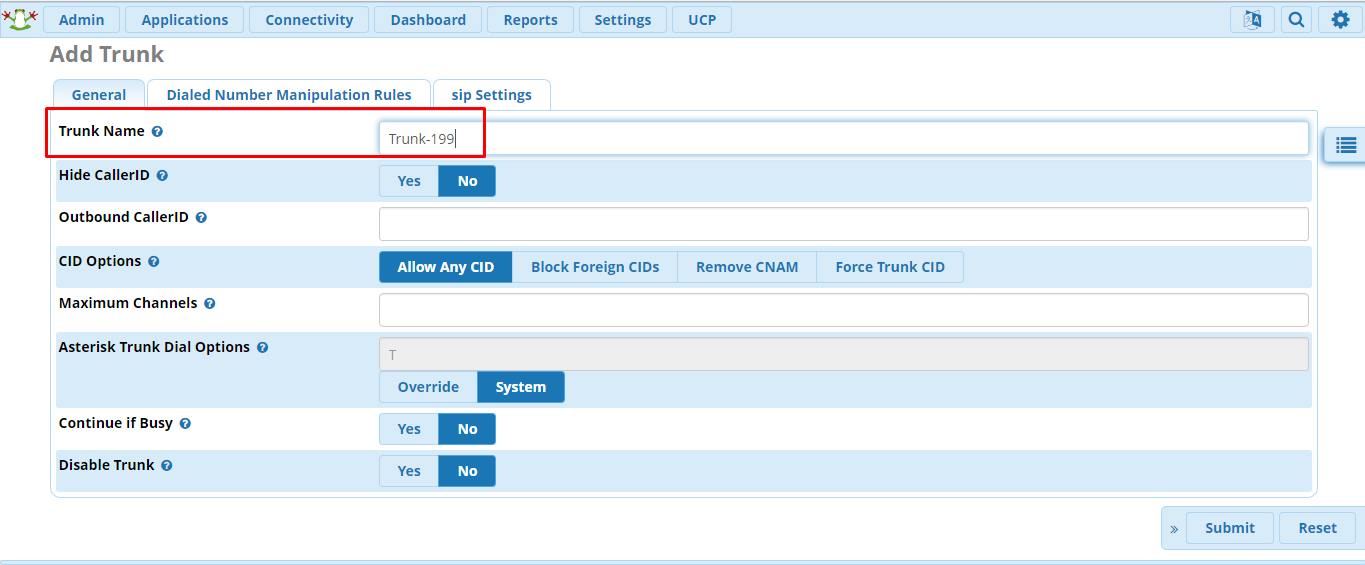 Admin Applications Connectivity Dashboard Reports Settings UCP
Add Trunk
General Dialed Number Manipulation Rules sip Settings
Trunk Name Trunk-199
Hide CallerID Yes No
Outbound CallerID
CID Options Allow Any CID Block Foreign CIDs Remove CNAM Force Trunk CID
Maximum Channels
Asterisk Trunk Dial Options T
Override System
Continue if Busy Yes No
Disable Trunk Yes No
» Submit Reset